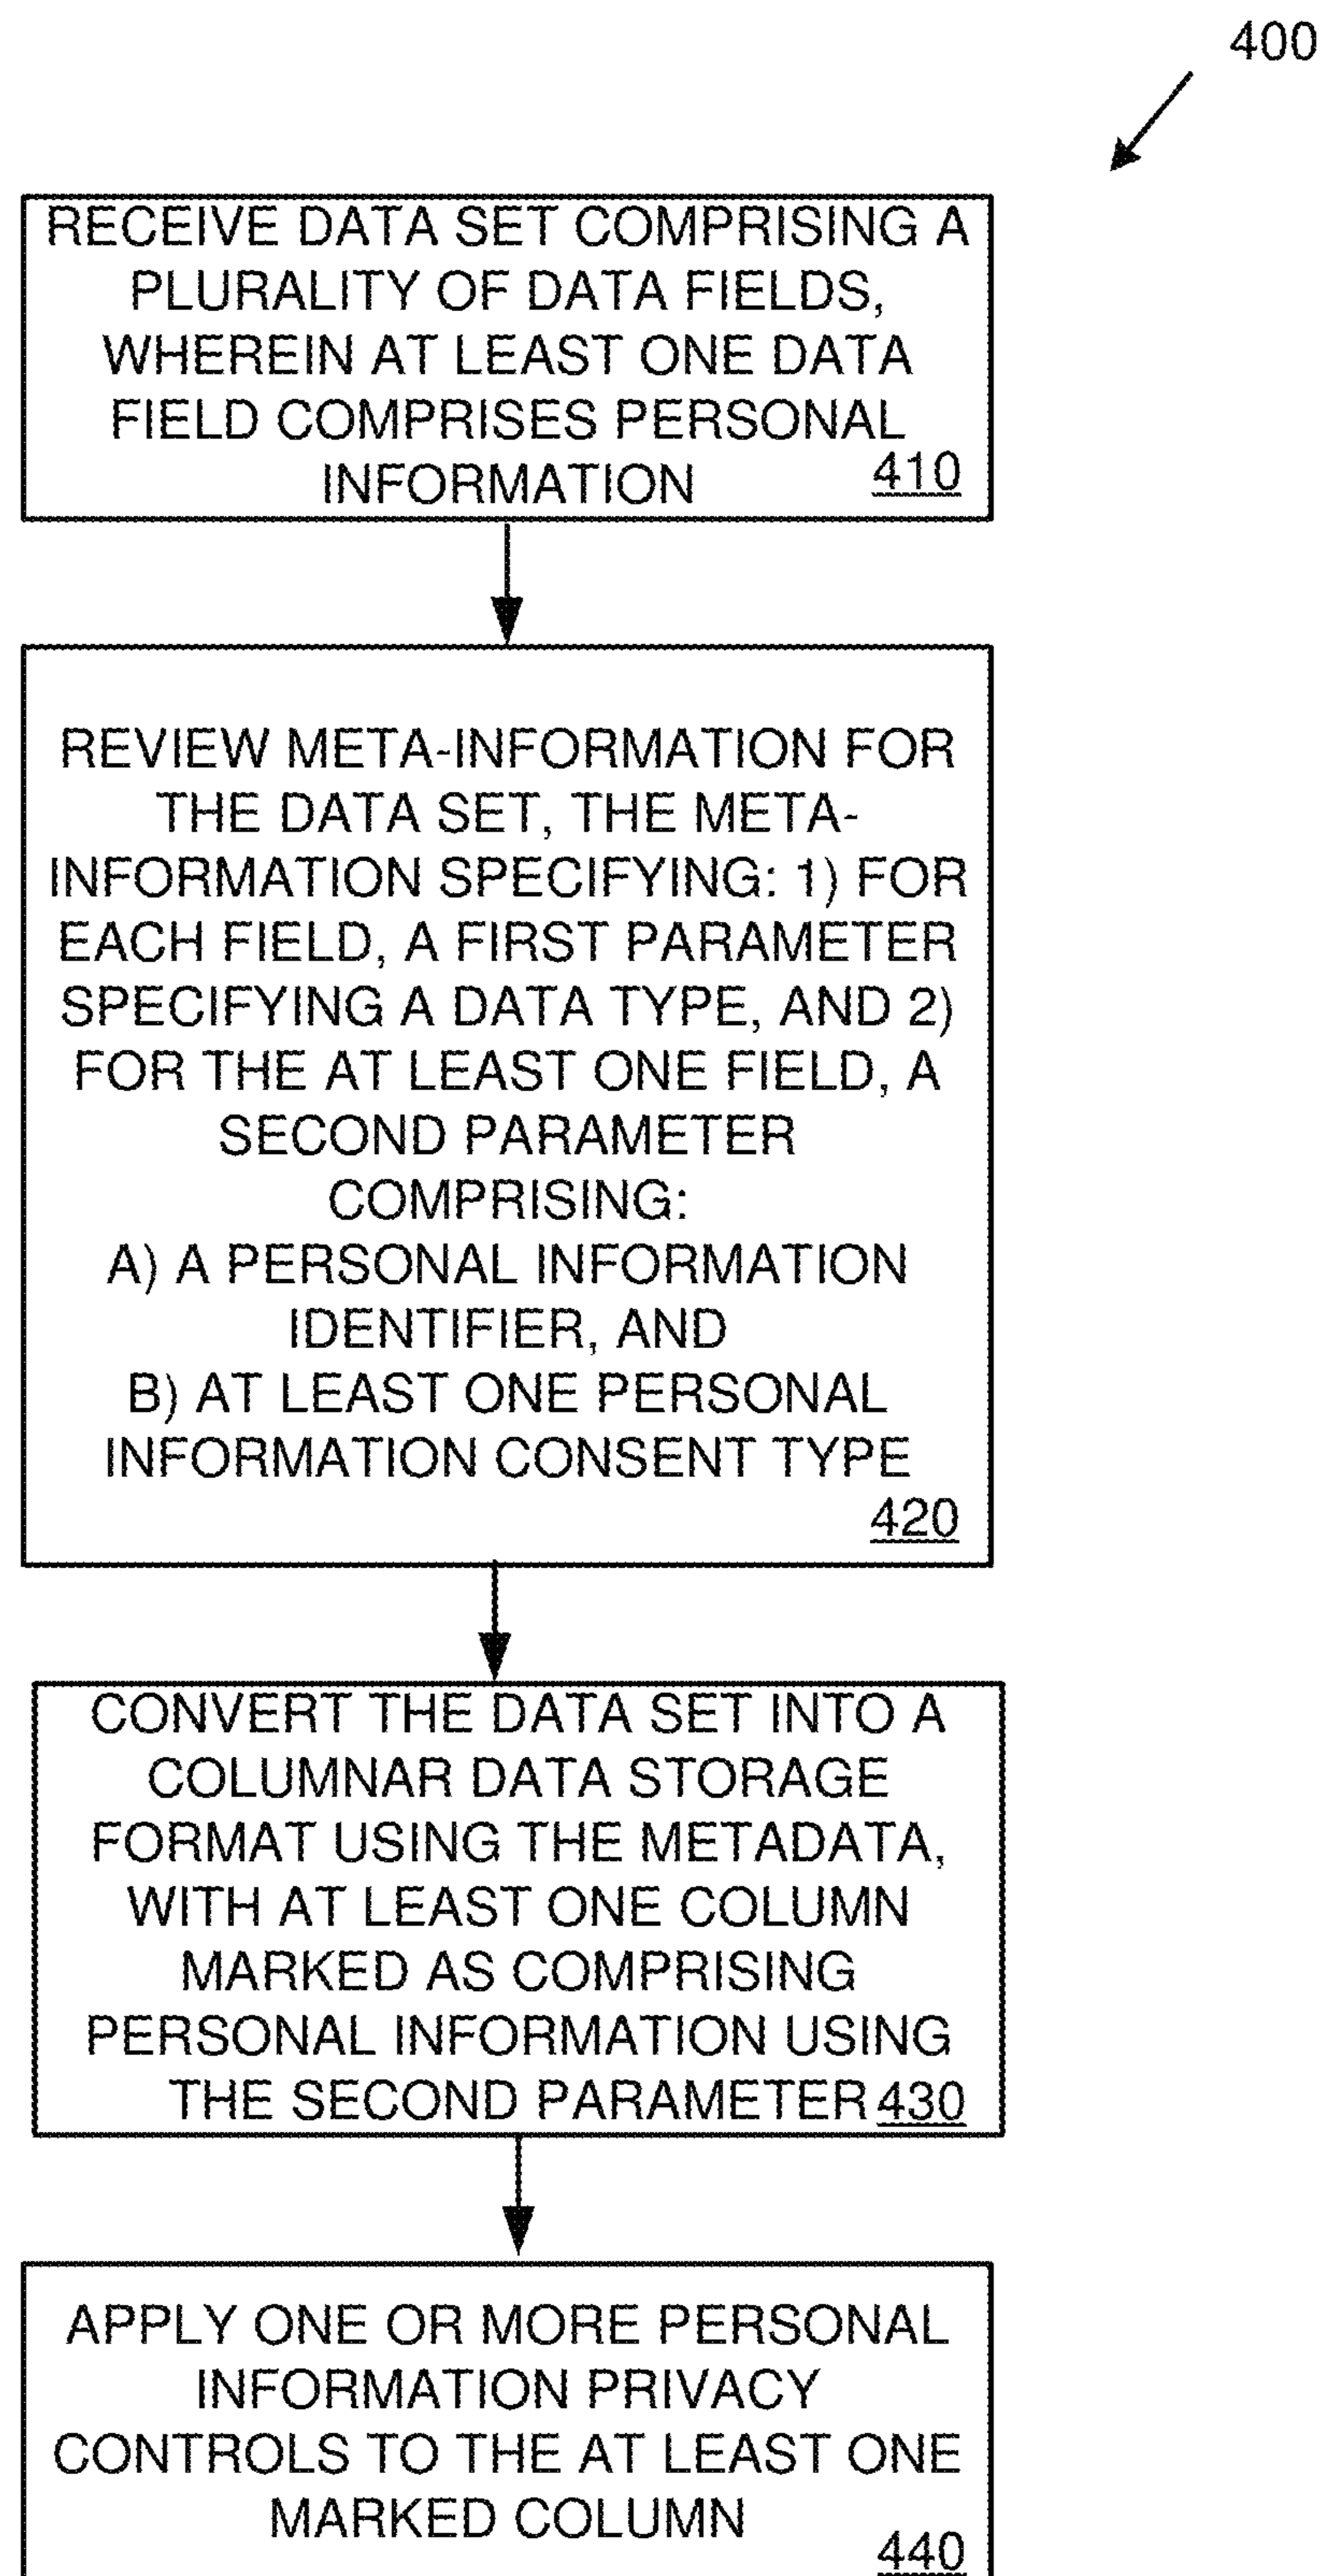 400
RECEIVE DATA SET COMPRISING A
PLURALITY OF DATA FIELDS,
WHEREIN AT LEAST ONE DATA
FIELD COMPRISES PERSONAL
INFORMATION 410
REVIEW META-INFORMATION FOR
THE DATA SET, THE META-
INFORMATION SPECIFYING: 1) FOR
EACH FIELD, A FIRST PARAMETER
SPECIFYING A DATA TYPE, AND 2)
FOR THE AT LEAST ONE FIELD, A
SECOND PARAMETER
COMPRISING:
A) A PERSONAL INFORMATION
IDENTIFIER, AND
B) AT LEAST ONE PERSONAL
INFORMATION CONSENT TYPE
420
CONVERT THE DATA SET INTO A
COLUMNAR DATA STORAGE
FORMAT USING THE METADATA,
WITH AT LEAST ONE COLUMN
MARKED AS COMPRISING
PERSONAL INFORMATION USING
THE SECOND PARAMETER 430
APPLY ONE OR MORE PERSONAL
INFORMATION PRIVACY
CONTROLS TO THE AT LEAST ONE
MARKED COLUMN
440